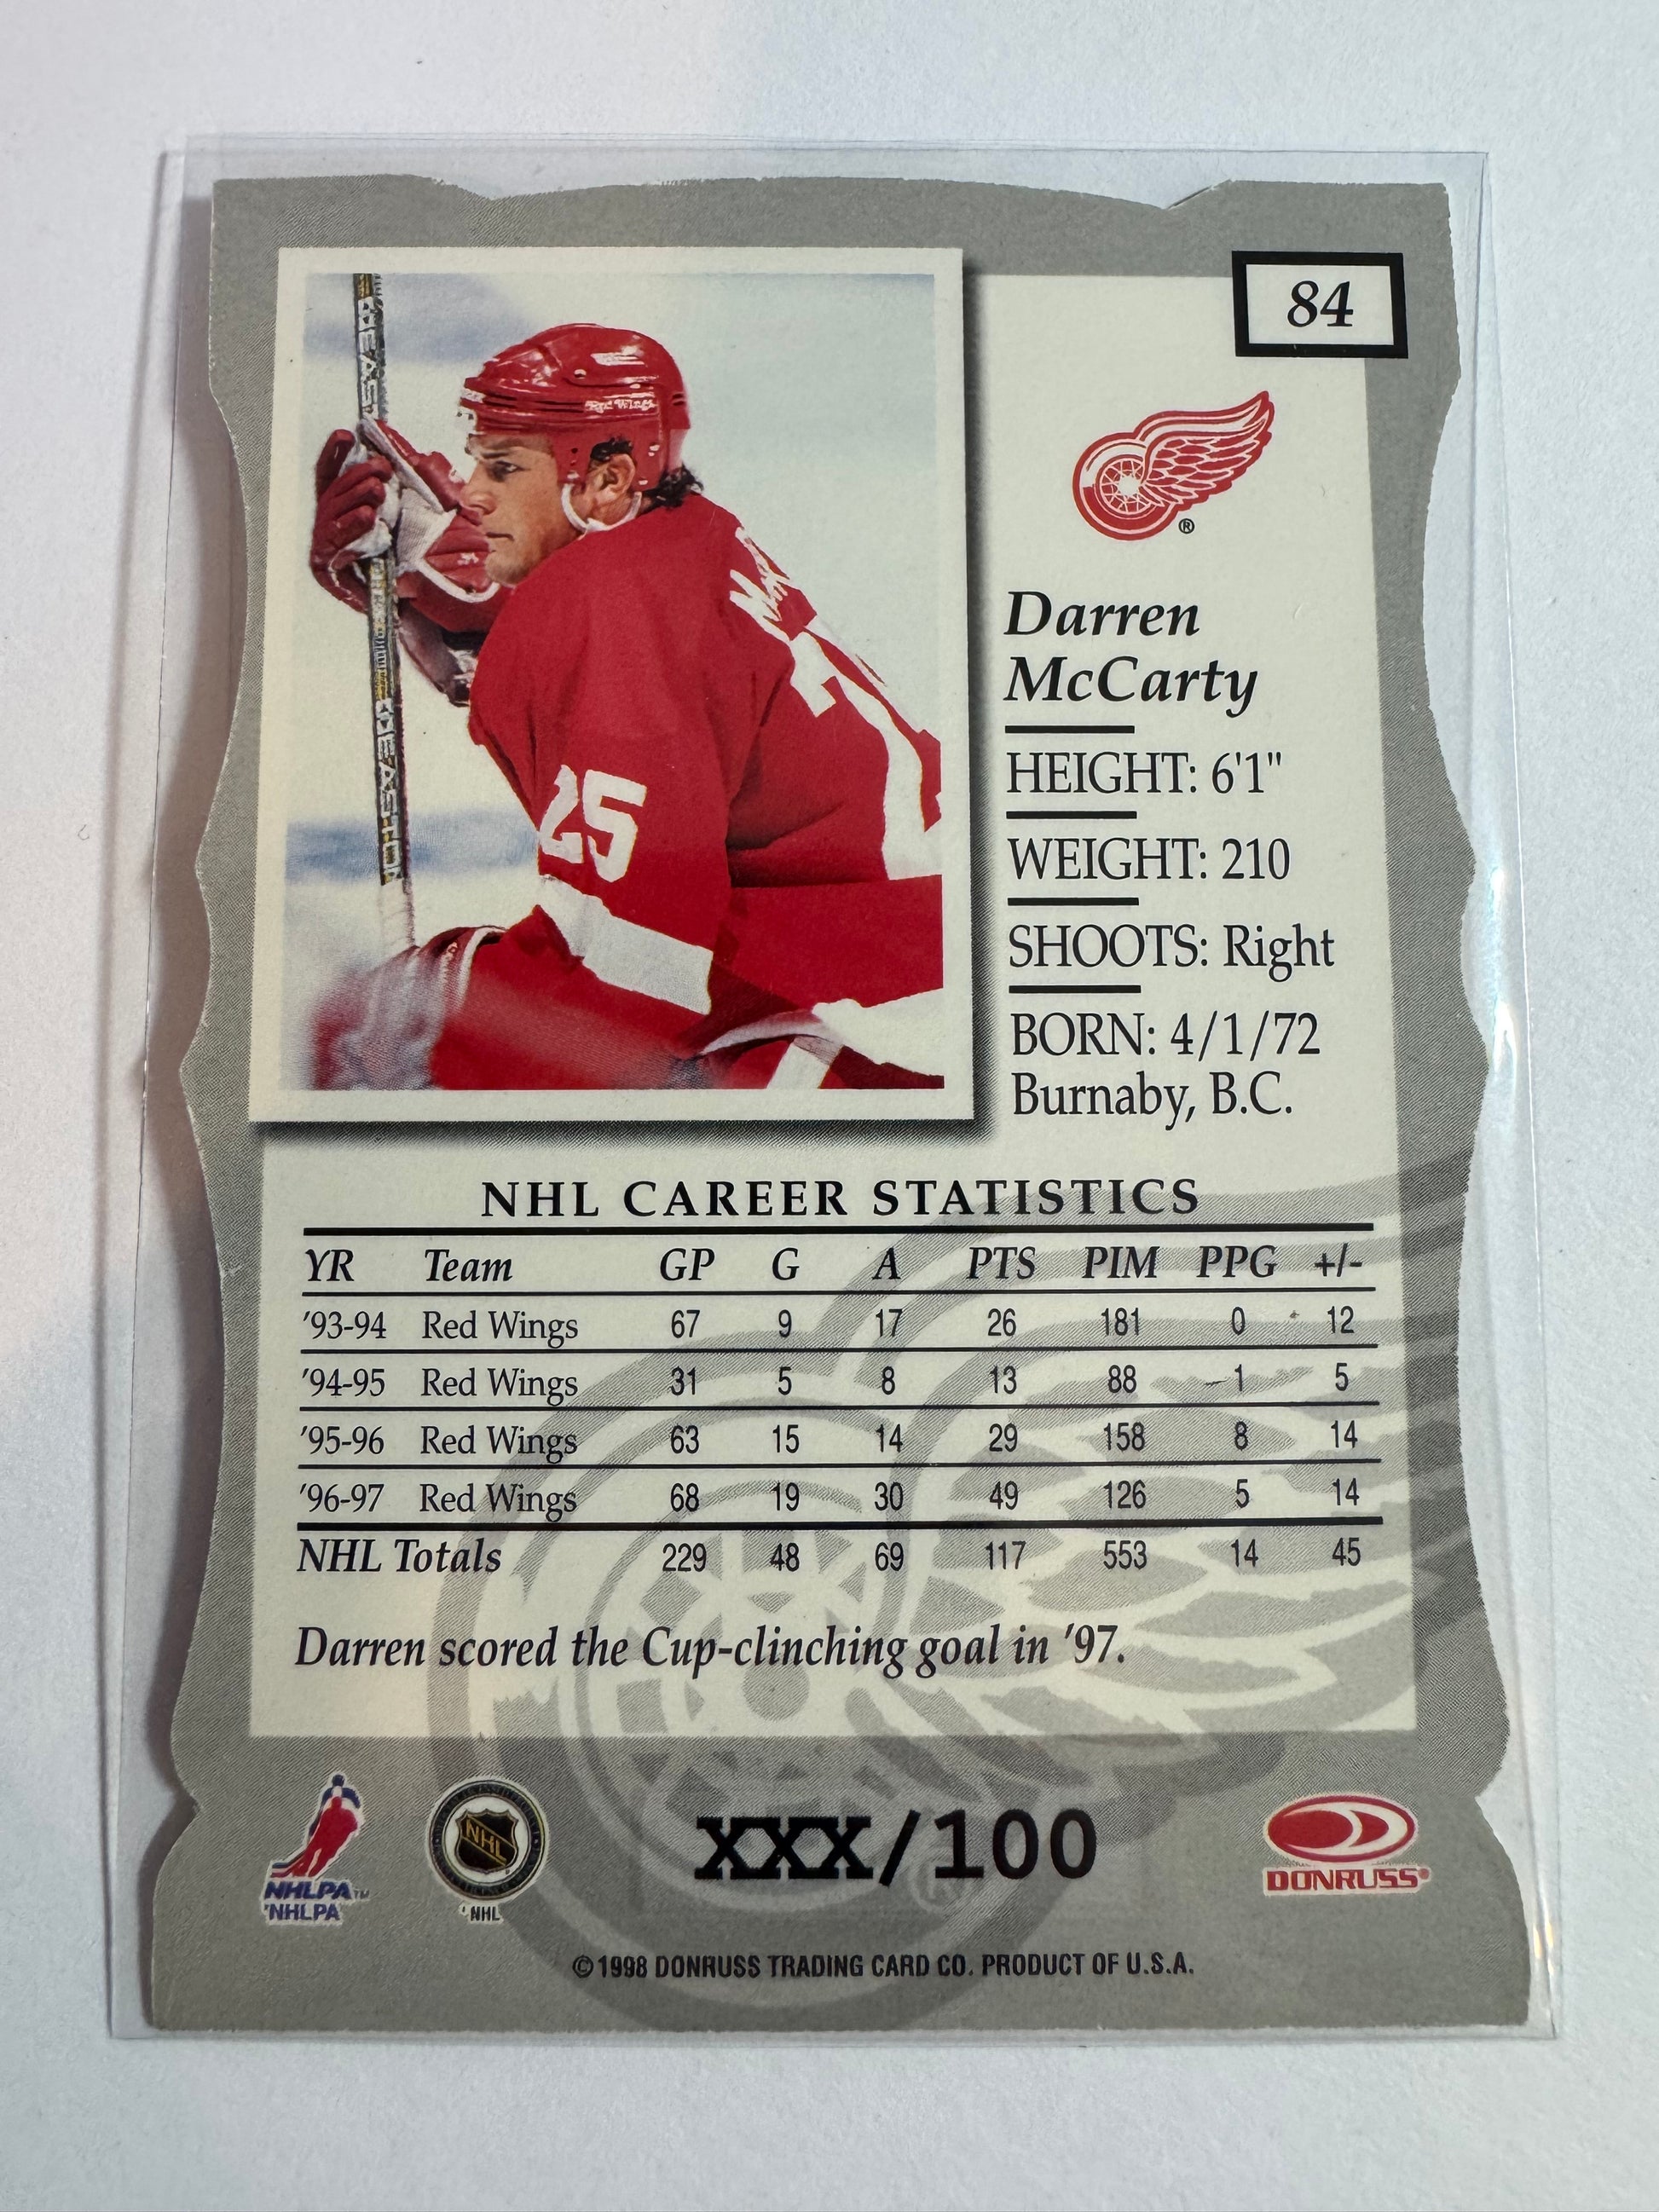 84
Red Wings
25
®
Darren
McCarty
HEIGHT: 6'1"
WEIGHT: 210
SHOOTS: Right
BORN: 4/1/72
Burnaby, B.C.
NHL CAREER STATISTICS
YR Team GP G A PTS PIM PPG +/-
'93-94 Red Wings 67 9 17 26 181 0 12
'94-95 Red Wings 31 5 8 13 88 1 5
'95-96 Red Wings 63 15 14 29 158 8 14
'96-97 Red Wings 68 19 30 49 126 5 14
NHL Totals 229 48 69 117 553 14 45
Darren scored the Cup-clinching goal in '97.
NHL
XXX/100
NHLPA™
'NHLPA
'NHL
DONRUSS®
©1998 DONRUSS TRADING CARD CO. PRODUCT OF U.S.A.